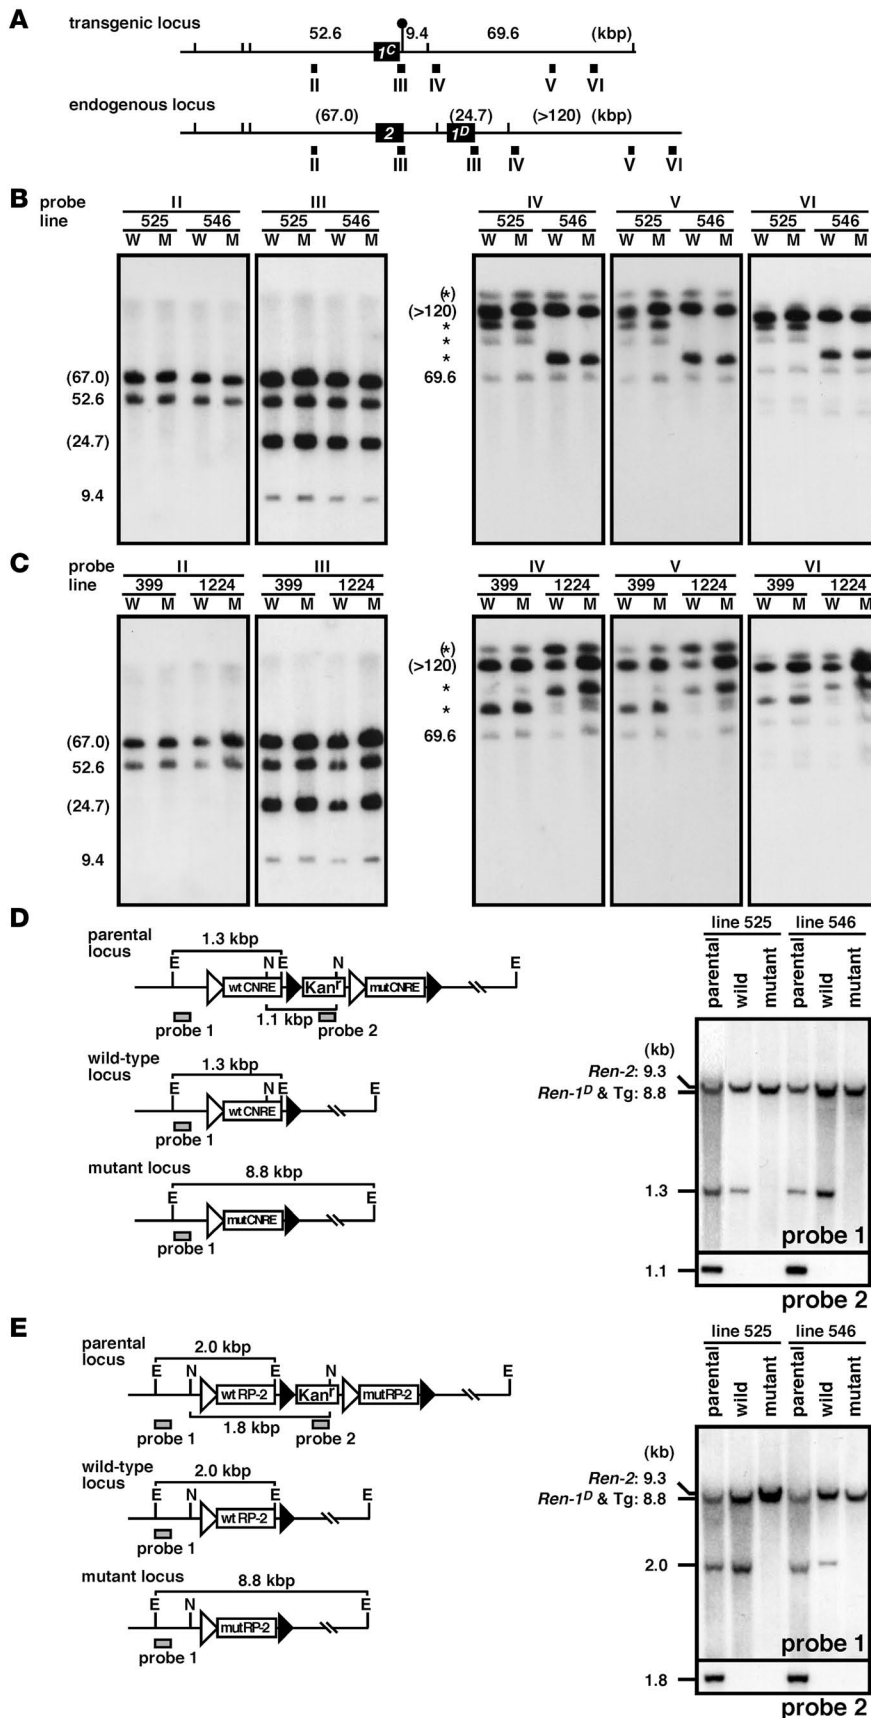 A
transgenic locus
52.6 9.4 69.6 (kbp)
1C
II III IV V VI
endogenous locus
(67.0) (24.7) (>120) (kbp)
2 1D
II III III IV V VI
B
probe II III IV V VI
line 525 546 525 546 525 546 525 546 525 546
W M W M W M W M W M W M W M W M W M W M
(67.0)
52.6
(24.7)
9.4
(*)
(>120)
*
*
*
69.6
C
probe II III IV V VI
line 399 1224 399 1224 399 1224 399 1224 399 1224
W M W M W M W M W M W M W M W M W M W M
(67.0)
52.6
(24.7)
9.4
(*)
(>120)
*
*
69.6
D
parental locus
1.3 kbp
E N E N E
wt CNRE Kanr mut CNRE
1.1 kbp
probe 1 probe 2
wild-type locus
1.3 kbp
E N E E
wt CNRE
probe 1
mutant locus
8.8 kbp
E E
mut CNRE
probe 1
line 525 line 546
parental wild mutant parental wild mutant
(kb)
Ren-2: 9.3
Ren-1D & Tg: 8.8
1.3
probe 1
1.1
probe 2
E
parental locus
2.0 kbp
E N E N E
wt RP-2 Kanr mut RP-2
1.8 kbp
probe 1 probe 2
wild-type locus
2.0 kbp
E N E E
wt RP-2
probe 1
mutant locus
8.8 kbp
E N E
mut RP-2
probe 1
line 525 line 546
parental wild mutant parental wild mutant
(kb)
Ren-2: 9.3
Ren-1D & Tg: 8.8
2.0
probe 1
1.8
probe 2